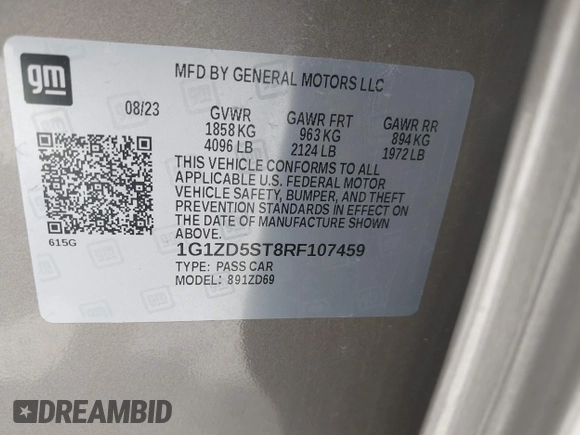 gm
MFD BY GENERAL MOTORS LLC
08/23 GVWR GAWR FRT GAWR RR
1858 KG 963 KG 894 KG
4096 LB 2124 LB 1972 LB
THIS VEHICLE CONFORMS TO ALL
APPLICABLE U.S. FEDERAL MOTOR
VEHICLE SAFETY, BUMPER, AND THEFT
PREVENTION STANDARDS IN EFFECT ON
THE DATE OF MANUFACTURE SHOWN
ABOVE.
615G
1G1ZD5ST8RF107459
TYPE: PASS CAR
MODEL: 891ZD69
DREAMBID